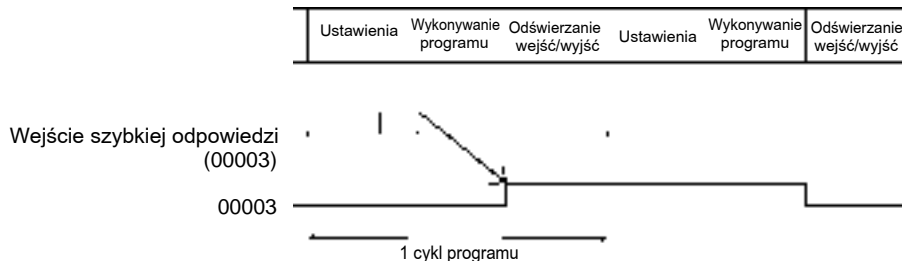 Ustawienia
Wykonywanie
programu
Odświerzanie
wejść/wyjść
Ustawienia
Wykonywanie
programu
Odświerzanie
wejść/wyjść
Wejście szybkiej odpowiedzi
(00003)
00003
1 cykl programu